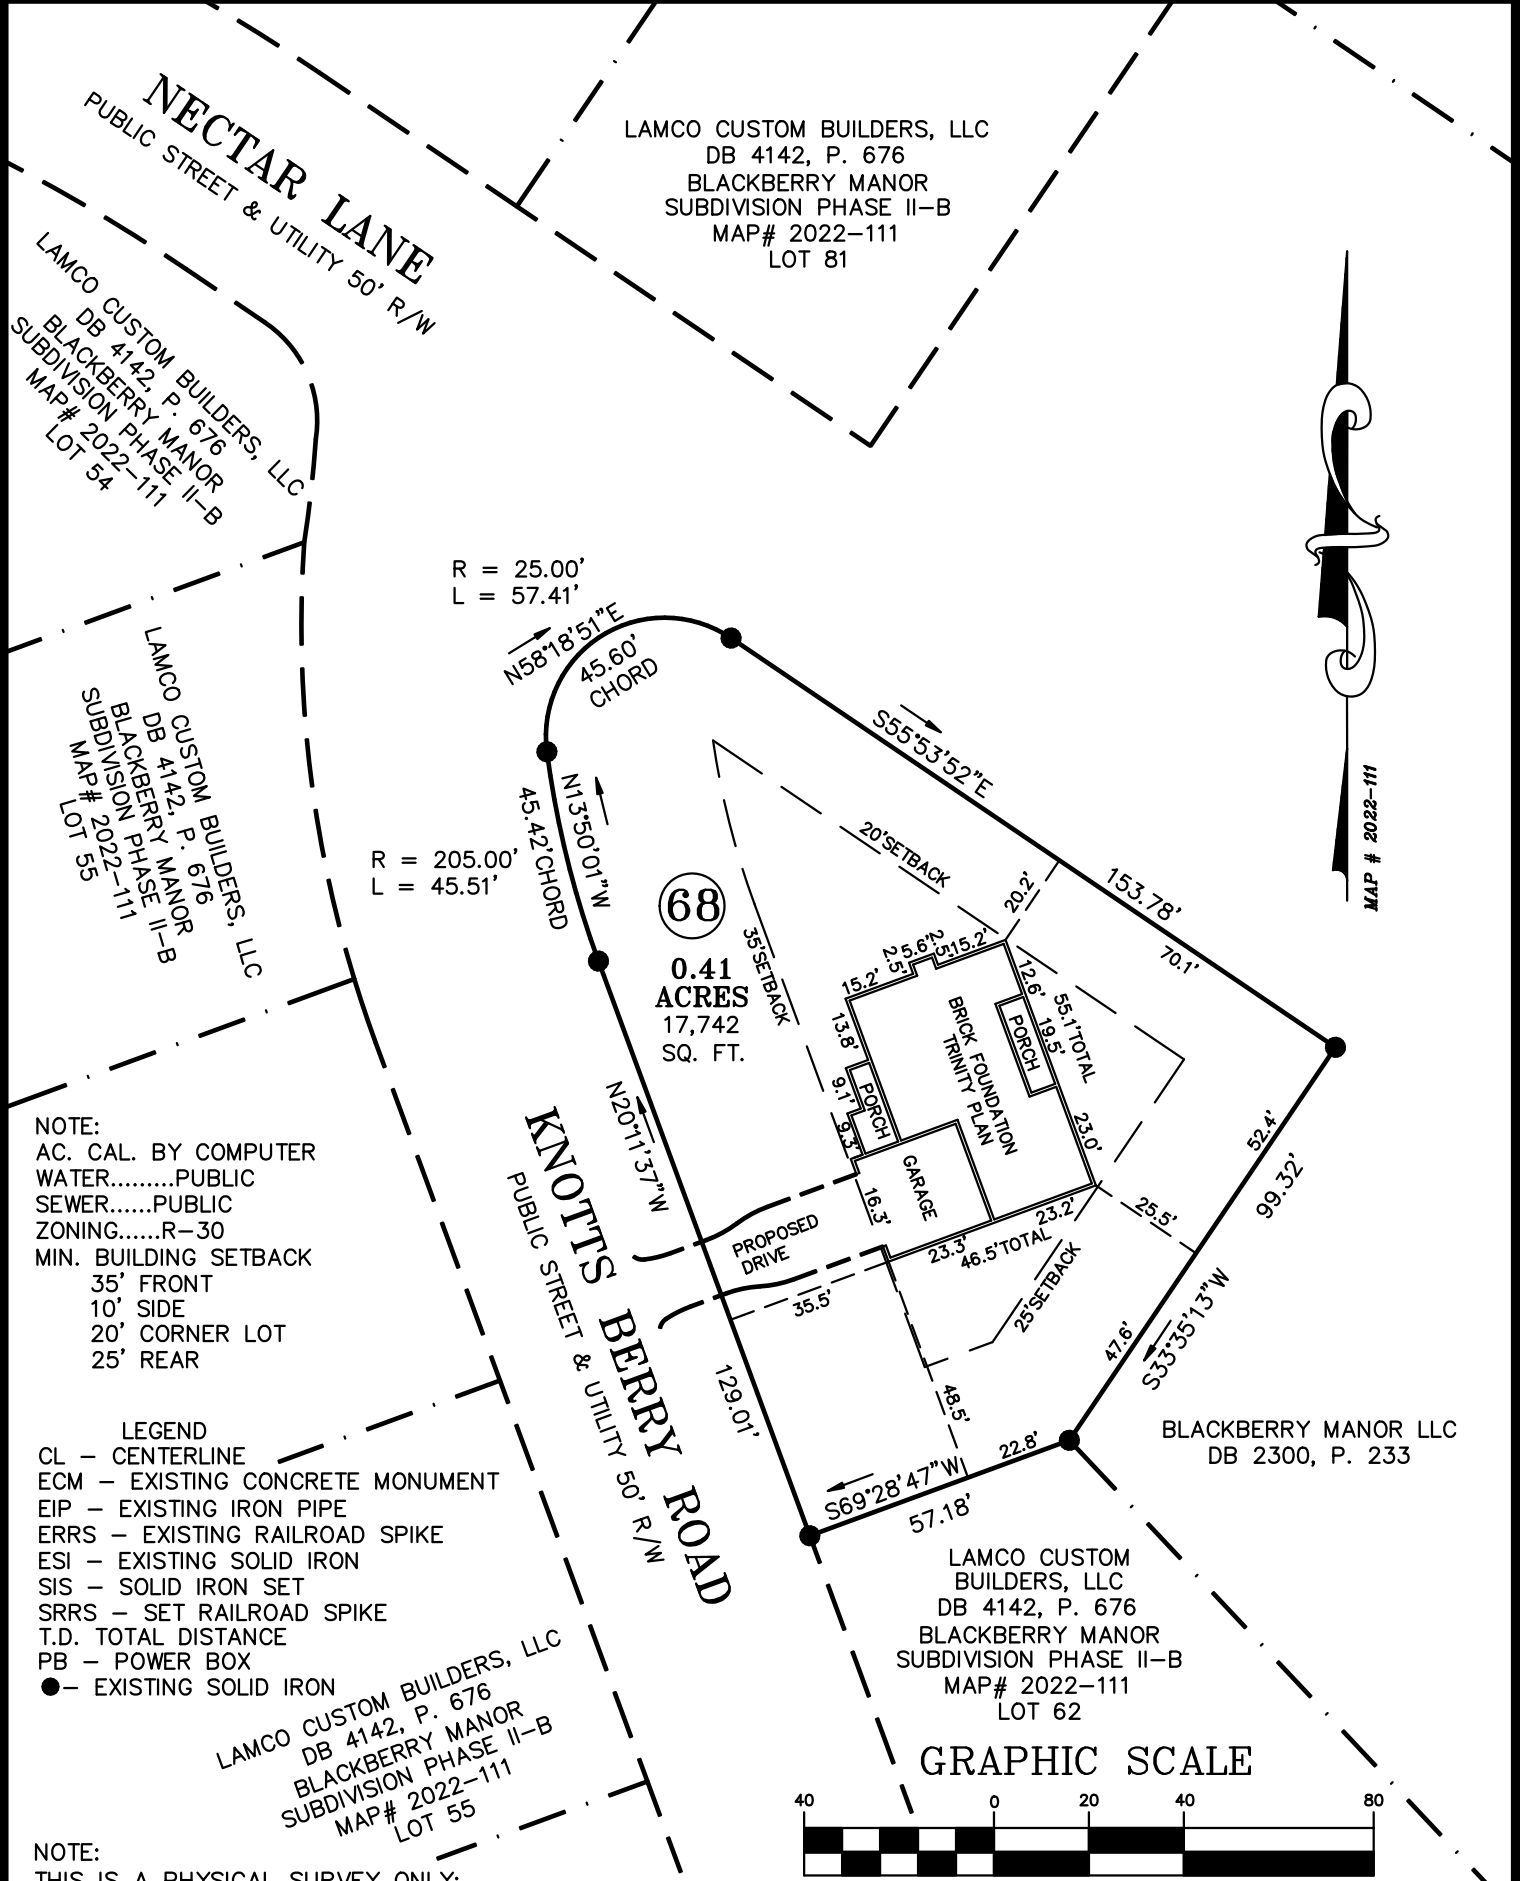 NECTAR LANE
PUBLIC STREET & UTILITY 50' R/W
LAMCO CUSTOM BUILDERS, LLC
DB 4142, P. 676
BLACKBERRY MANOR
SUBDIVISION PHASE II-B
MAP# 2022-111
LOT 81
LAMCO CUSTOM BUILDERS, LLC
DB 4142, P. 676
BLACKBERRY MANOR
SUBDIVISION PHASE II-B
MAP# 2022-111
LOT 54
LAMCO CUSTOM BUILDERS, LLC
DB 4142, P. 676
BLACKBERRY MANOR
SUBDIVISION PHASE II-B
MAP# 2022-111
LOT 55
R = 25.00'
L = 57.41'
N58°18'51"E
45.60'
CHORD
S55°53'52"E
153.78'
70.1'
MAP # 2022-111
N13°50'01"W
45.42'CHORD
R = 205.00'
L = 45.51'
68
0.41
ACRES
17,742
SQ. FT.
20'SETBACK
35'SETBACK
20.2'
15.2'
2.5'
5.6'
2.5'
15.2'
12.6'
55.1'TOTAL
19.5'
PORCH
23.0'
BRICK FOUNDATION
TRINITY PLAN
13.8'
9.1'
PORCH
9.3'
GARAGE
16.3'
23.3'
23.2'
46.5'TOTAL
25.5'
25'SETBACK
52.4'
99.32'
47.6'
S33°35'13"W
N20°11'37"W
129.01'
PROPOSED
DRIVE
35.5'
48.5'
22.8'
S69°28'47"W
57.18'
KNOTTS BERRY ROAD
PUBLIC STREET & UTILITY 50' R/W
NOTE:
AC. CAL. BY COMPUTER
WATER.........PUBLIC
SEWER......PUBLIC
ZONING......R-30
MIN. BUILDING SETBACK
35' FRONT
10' SIDE
20' CORNER LOT
25' REAR
LEGEND
CL - CENTERLINE
ECM - EXISTING CONCRETE MONUMENT
EIP - EXISTING IRON PIPE
ERRS - EXISTING RAILROAD SPIKE
ESI - EXISTING SOLID IRON
SIS - SOLID IRON SET
SRRS - SET RAILROAD SPIKE
T.D. TOTAL DISTANCE
PB - POWER BOX
●- EXISTING SOLID IRON
BLACKBERRY MANOR LLC
DB 2300, P. 233
LAMCO CUSTOM
BUILDERS, LLC
DB 4142, P. 676
BLACKBERRY MANOR
SUBDIVISION PHASE II-B
MAP# 2022-111
LOT 62
LAMCO CUSTOM BUILDERS, LLC
DB 4142, P. 676
BLACKBERRY MANOR
SUBDIVISION PHASE II-B
MAP# 2022-111
LOT 55
GRAPHIC SCALE
40 0 20 40 80
NOTE:
THIS IS A PHYSICAL SURVEY ONLY: